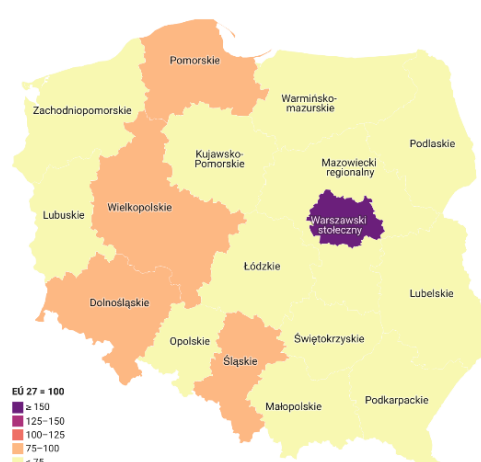 Pomorskie
Warmińsko-
mazurskie
Zachodniopomorskie
Podlaskie
Kujawsko-
Pomorskie
Mazowiecki
regionalny
Wielkopolskie
Lubuskie
Warszawski
stołeczny
Łódzkie
Lubelskie
Dolnośląskie
Opolskie
Świętokrzyskie
Śląskie
Podkarpackie
Małopolskie
EÚ 27 = 100
≥ 150
125–150
100–125
75–100
< 75